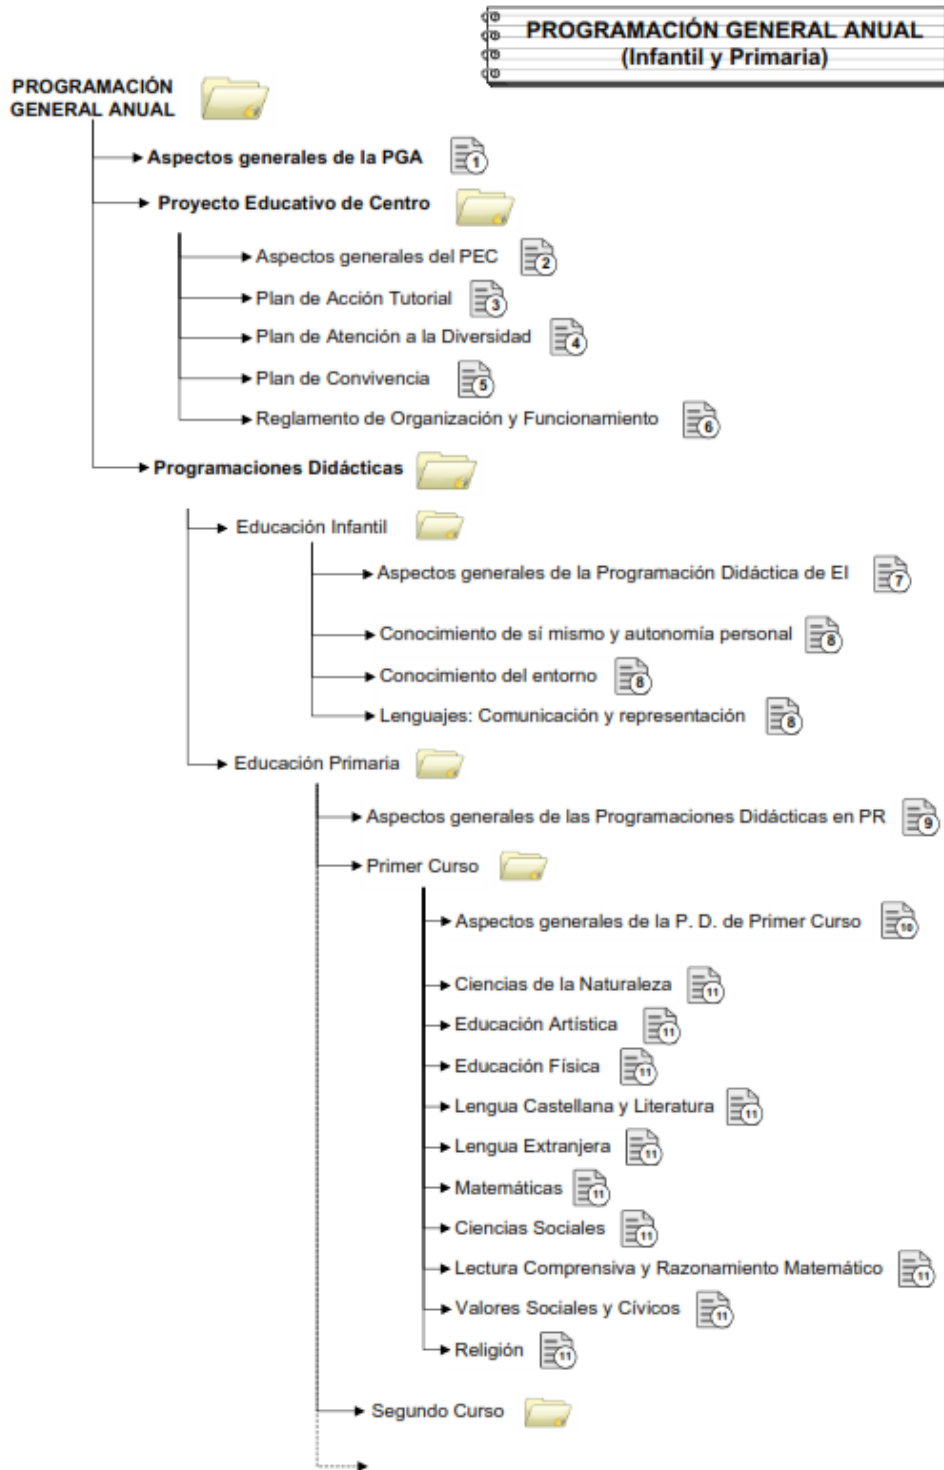 PROGRAMACIÓN GENERAL ANUAL
(Infantil y Primaria)
PROGRAMACIÓN
GENERAL ANUAL
Aspectos generales de la PGA 1
Proyecto Educativo de Centro
Aspectos generales del PEC 2
Plan de Acción Tutorial 3
Plan de Atención a la Diversidad 4
Plan de Convivencia 5
Reglamento de Organización y Funcionamiento 6
Programaciones Didácticas
Educación Infantil
Aspectos generales de la Programación Didáctica de EI 7
Conocimiento de sí mismo y autonomía personal 8
Conocimiento del entorno 8
Lenguajes: Comunicación y representación 8
Educación Primaria
Aspectos generales de las Programaciones Didácticas en PR 9
Primer Curso
Aspectos generales de la P. D. de Primer Curso 10
Ciencias de la Naturaleza 11
Educación Artística 11
Educación Física 11
Lengua Castellana y Literatura 11
Lengua Extranjera 11
Matemáticas 11
Ciencias Sociales 11
Lectura Comprensiva y Razonamiento Matemático 11
Valores Sociales y Cívicos 11
Religión 11
Segundo Curso